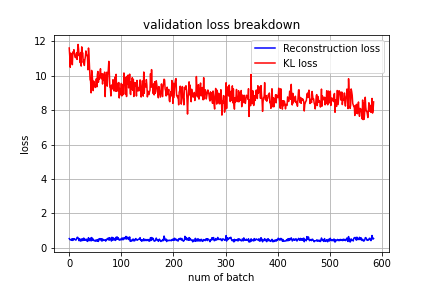 validation loss breakdown
Reconstruction loss
KL loss
12
10
8
6
4
2
0
loss
0
100
200
300
400
500
600
num of batch